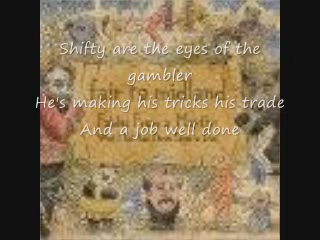 Shifty are the eyes of the
gambler
He's making his tricks his trade
And a job well done